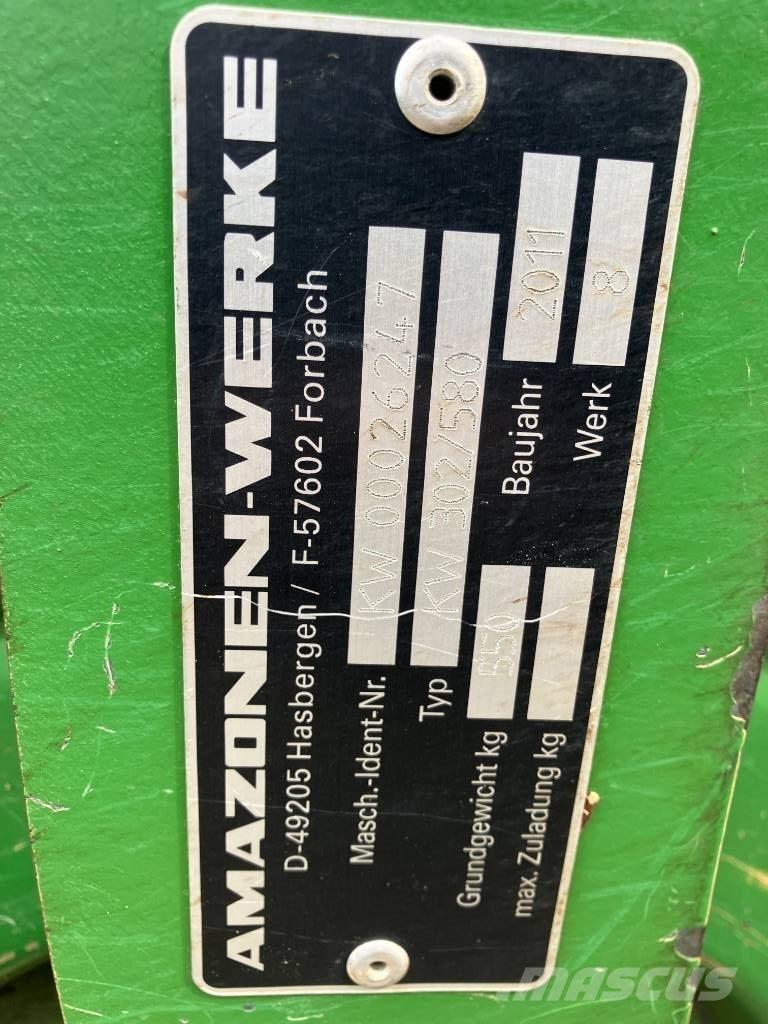 AMAZONEN-WERKE
D-49205 Hasbergen / F-57602 Forbach
Masch.-Ident-Nr. KW 00026247
Typ KW 302/580
Grundgewicht kg 550 Baujahr 2011
max. Zuladung kg Werk 8
MASCUS